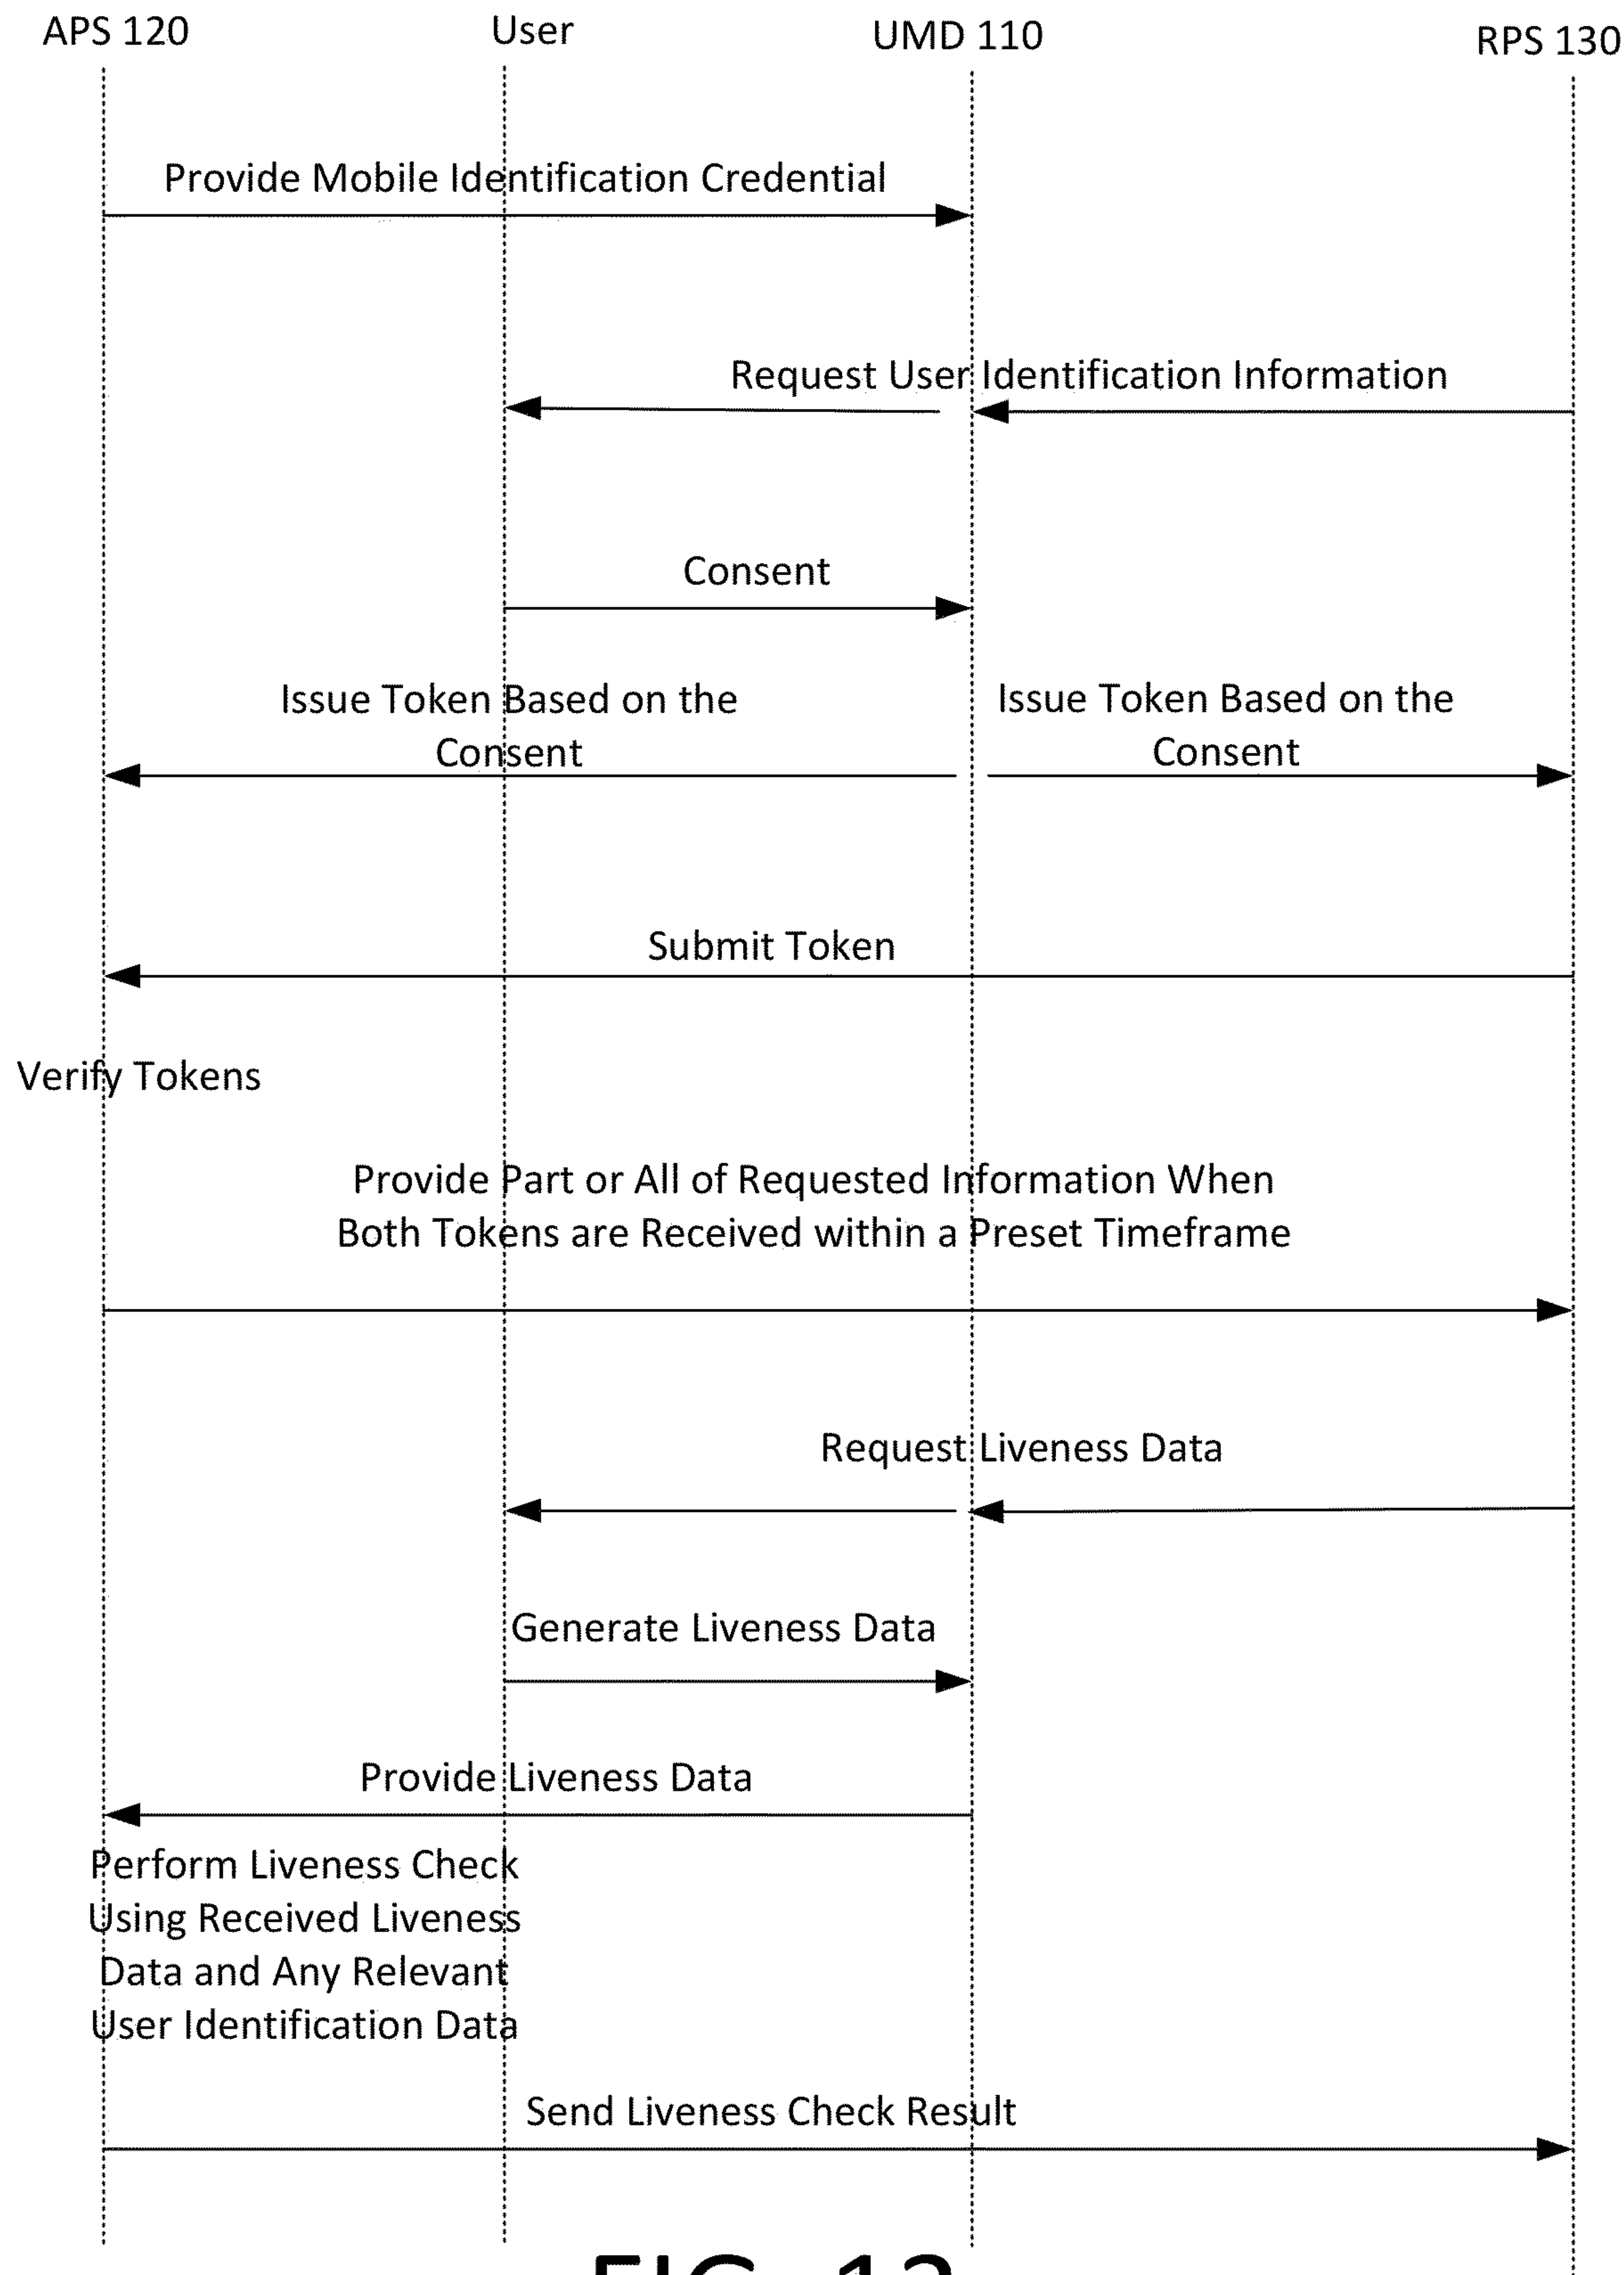 APS 120
User
UMD 110
RPS 130
Provide Mobile Identification Credential
Request User Identification Information
Consent
Issue Token Based on the
Consent
Issue Token Based on the
Consent
Submit Token
Verify Tokens
Provide Part or All of Requested Information When
Both Tokens are Received within a Preset Timeframe
Request Liveness Data
Generate Liveness Data
Provide Liveness Data
Perform Liveness Check
Using Received Liveness
Data and Any Relevant
User Identification Data
Send Liveness Check Result